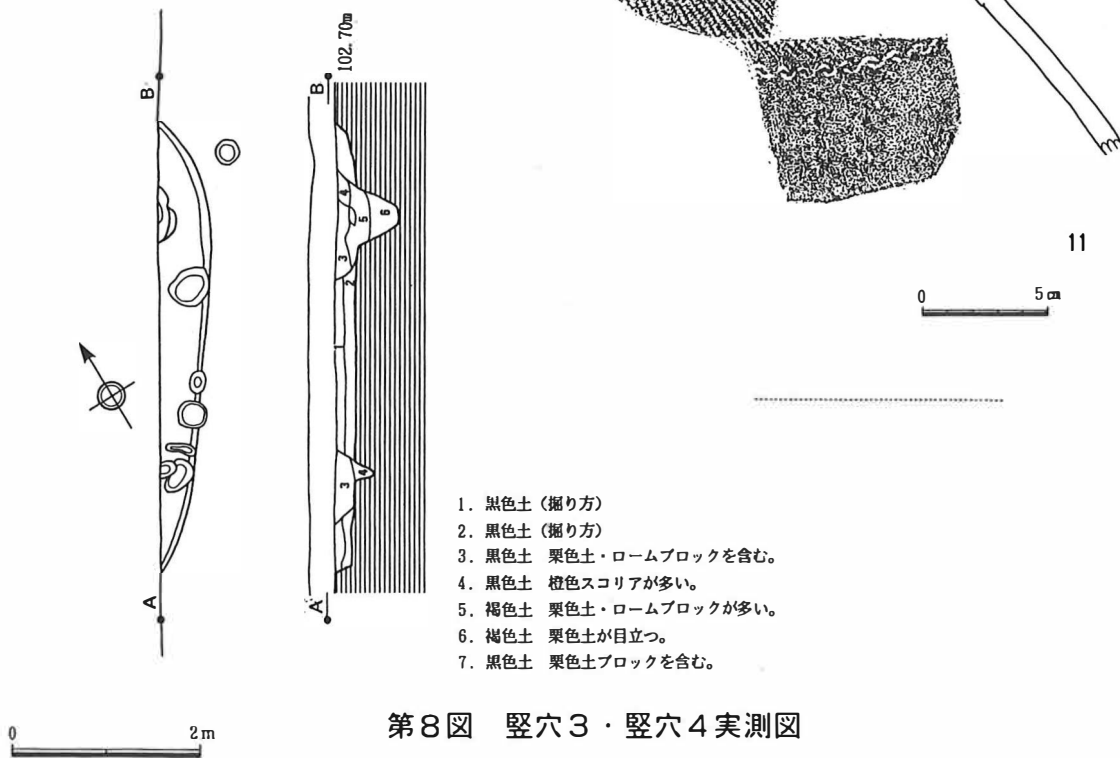 B
B
102.70m
4
5
6
3
2
1
4
3
A
A
11
0 5㎝
1. 黒色土（掘り方）
2. 黒色土（掘り方）
3. 黒色土 栗色土・ロームブロックを含む。
4. 黒色土 橙色スコリアが多い。
5. 褐色土 栗色土・ロームブロックが多い。
6. 褐色土 栗色土が目立つ。
7. 黒色土 栗色土ブロックを含む。
第8図 竪穴3・竪穴4実測図
0 2m